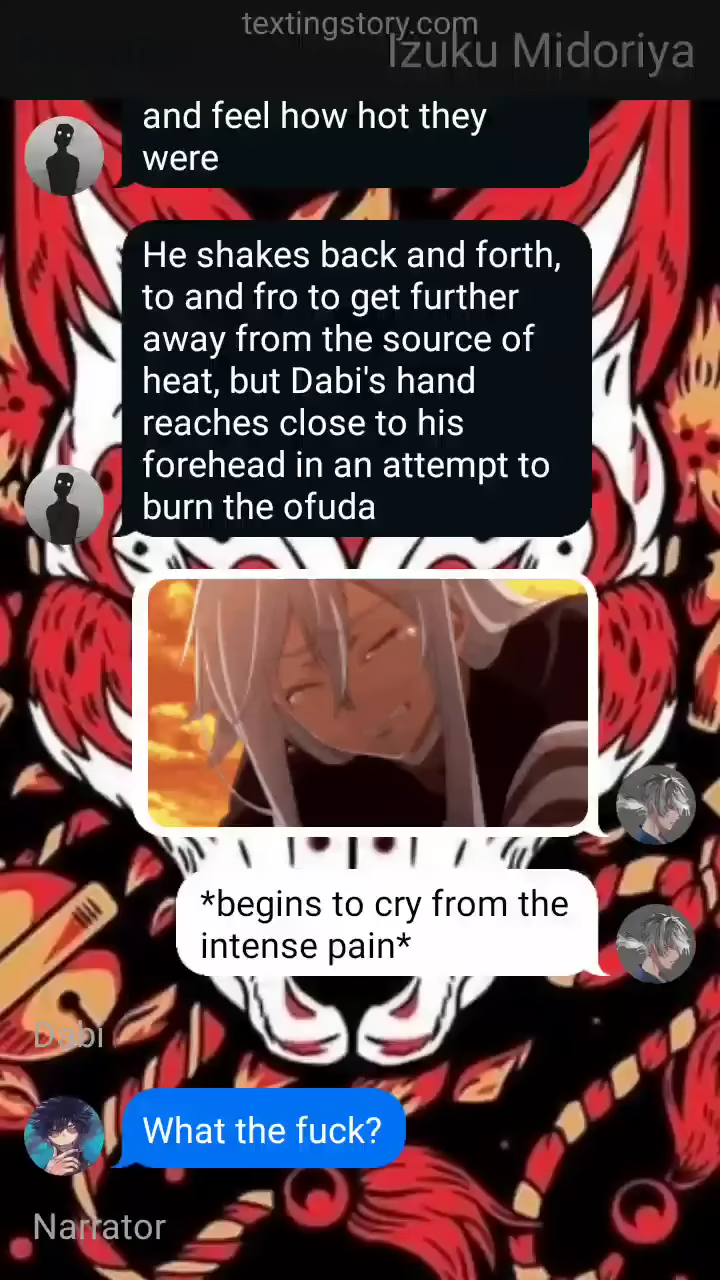 textingstory.com
Izuku Midoriya
and feel how hot they
were
He shakes back and forth,
to and fro to get further
away from the source of
heat, but Dabi's hand
reaches close to his
forehead in an attempt to
burn the ofuda
*begins to cry from the
intense pain*
Dabi
What the fuck?
Narrator